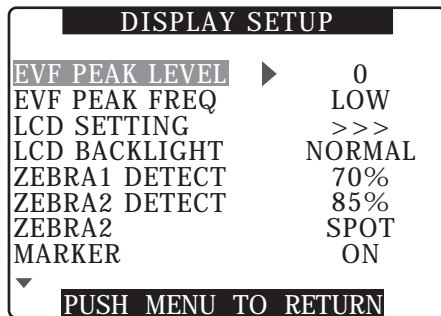 DISPLAY SETUP
EVF PEAK LEVEL 0
EVF PEAK FREQ LOW
LCD SETTING >>>
LCD BACKLIGHT NORMAL
ZEBRA1 DETECT 70%
ZEBRA2 DETECT 85%
ZEBRA2 SPOT
MARKER ON
PUSH MENU TO RETURN